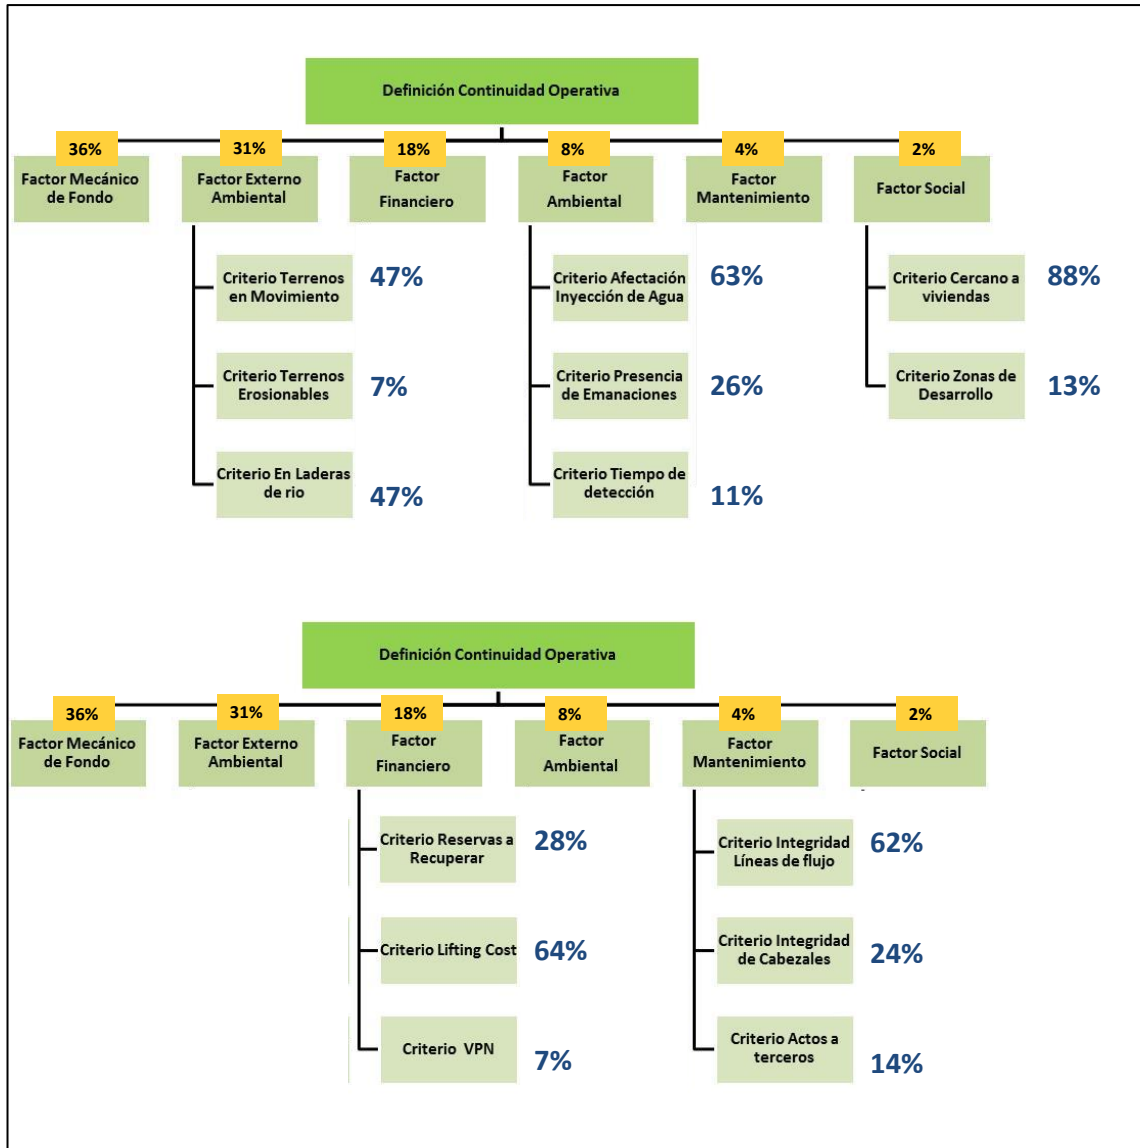 Definición Continuidad Operativa
36%
31%
18%
8%
4%
2%
Factor Mecánico
de Fondo
Factor Externo
Ambiental
Factor
Financiero
Factor
Ambiental
Factor
Mantenimiento
Factor Social
Criterio Terrenos
en Movimiento
47%
Criterio Afectación
Inyección de Agua
63%
Criterio Cercano a
viviendas
88%
Criterio Terrenos
Erosionables
7%
Criterio Presencia
de Emanaciones
26%
Criterio Zonas de
Desarrollo
13%
Criterio En Laderas
de rio
47%
Criterio Tiempo de
detección
11%
Definición Continuidad Operativa
36%
31%
18%
8%
4%
2%
Factor Mecánico
de Fondo
Factor Externo
Ambiental
Factor
Financiero
Factor
Ambiental
Factor
Mantenimiento
Factor Social
Criterio Reservas a
Recuperar
28%
Criterio Integridad
Líneas de flujo
62%
Criterio Lifting Cost
64%
Criterio Integridad
de Cabezales
24%
Criterio VPN
7%
Criterio Actos a
terceros
14%